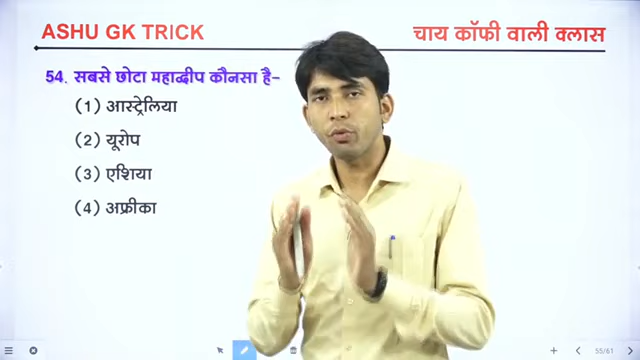 ASHU GK TRICK
चाय कॉफी वाली क्लास
54. सबसे छोटा महाद्वीप कौनसा है-
(1) आस्ट्रेलिया
(2) यूरोप
(3) एशिया
(4) अफ्रीका
55/61